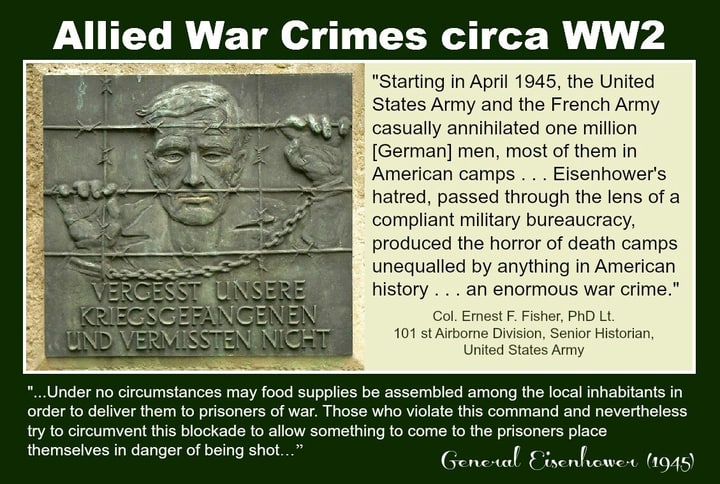 Allied War Crimes circa WW2
VERGESST UNSERE
KRIEGSGEFANGENEN
UND VERMISSTEN NICHT
"Starting in April 1945, the United
States Army and the French Army
casually annihilated one million
[German] men, most of them in
American camps . . . Eisenhower's
hatred, passed through the lens of a
compliant military bureaucracy,
produced the horror of death camps
unequalled by anything in American
history . . . an enormous war crime."
Col. Ernest F. Fisher, PhD Lt.
101 st Airborne Division, Senior Historian,
United States Army
"...Under no circumstances may food supplies be assembled among the local inhabitants in
order to deliver them to prisoners of war. Those who violate this command and nevertheless
try to circumvent this blockade to allow something to come to the prisoners place
themselves in danger of being shot…”
General Eisenhower (1945)